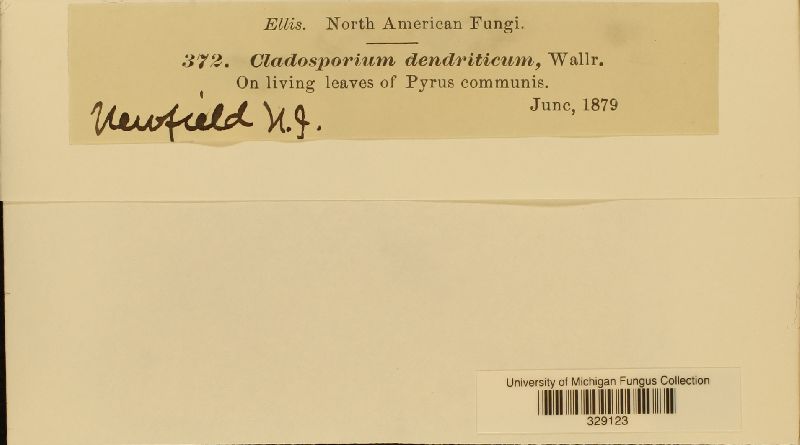 Ellis. North American Fungi.
372. Cladosporium dendriticum, Wallr.
On living leaves of Pyrus communis.
June, 1879
Newfield N.J.
University of Michigan Fungus Collection
329123